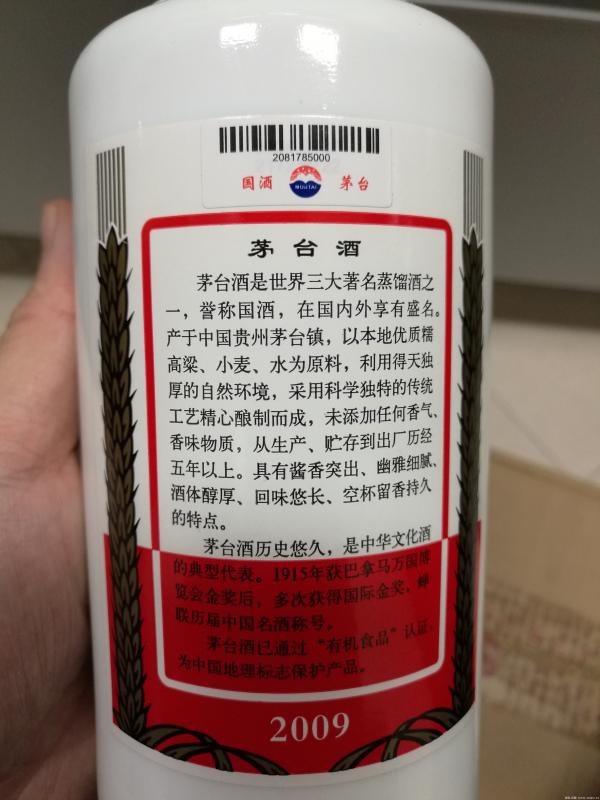 2081785000
国酒 MOUTAI 茅台
茅台酒
茅台酒是世界三大著名蒸馏酒之
一，誉称国酒，在国内外享有盛名。
产于中国贵州茅台镇，以本地优质糯
高粱、小麦、水为原料，利用得天独
厚的自然环境，采用科学独特的传统
工艺精心酿制而成，未添加任何香气、
香味物质，从生产、贮存到出厂历经
五年以上。具有酱香突出、幽雅细腻、
酒体醇厚、回味悠长、空杯留香持久
的特点。
茅台酒历史悠久，是中华文化酒
的典型代表。1915年获巴拿马万国博
览会金奖后，多次获得国际金奖，蝉
联历届中国名酒称号。
茅台酒已通过“有机食品”认证，
为中国地理标志保护产品。
2009